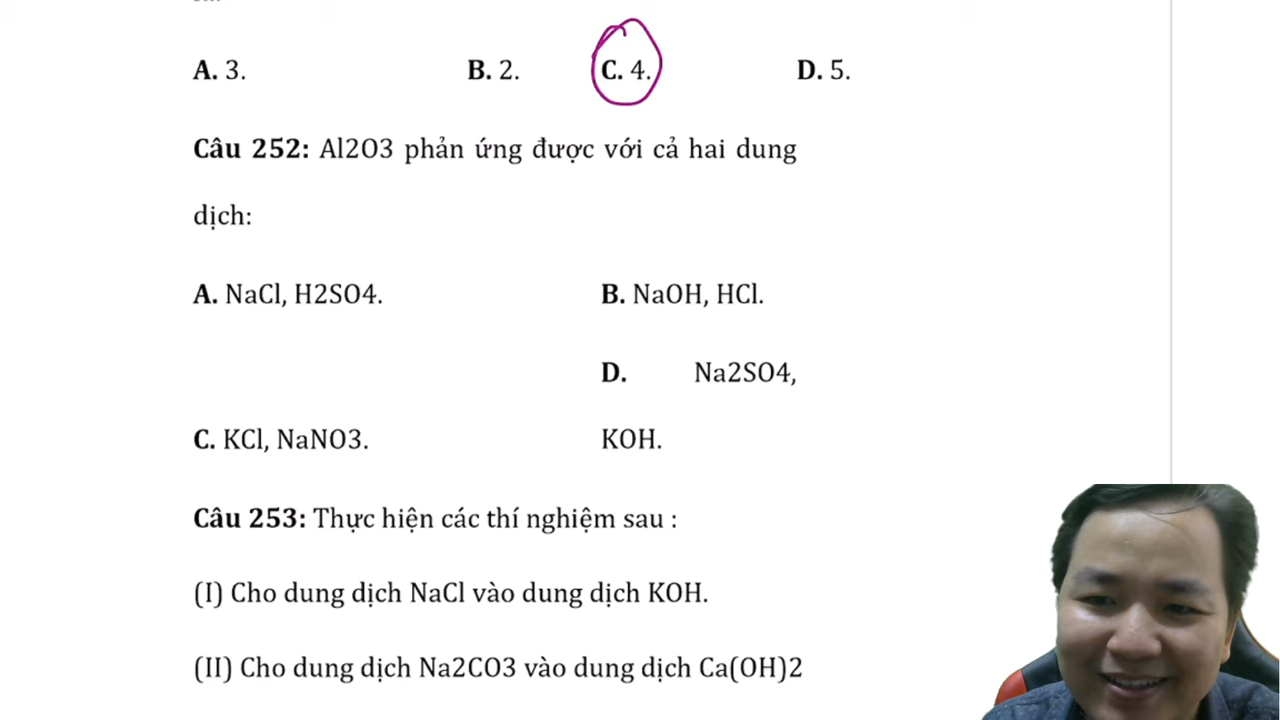 A. 3. B. 2. C. 4. D. 5.
Câu 252: Al2O3 phản ứng được với cả hai dung
dịch:
A. NaCl, H2SO4. B. NaOH, HCl.
D. Na2SO4,
C. KCl, NaNO3. KOH.
Câu 253: Thực hiện các thí nghiệm sau :
(I) Cho dung dịch NaCl vào dung dịch KOH.
(II) Cho dung dịch Na2CO3 vào dung dịch Ca(OH)2